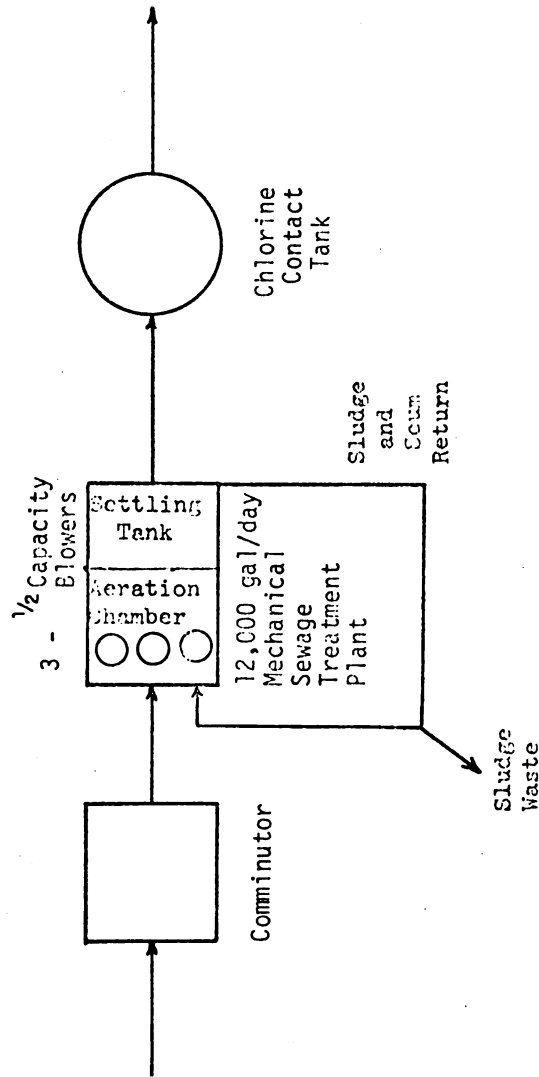 3 - 1/2 Capacity
Blowers
Settling
Tank
Aeration
Chamber
12,000 gal/day
Mechanical
Sewage
Treatment
Plant
Comminutor
Chlorine
Contact
Tank
Sludge
and
Scum
Return
Sludge
Waste